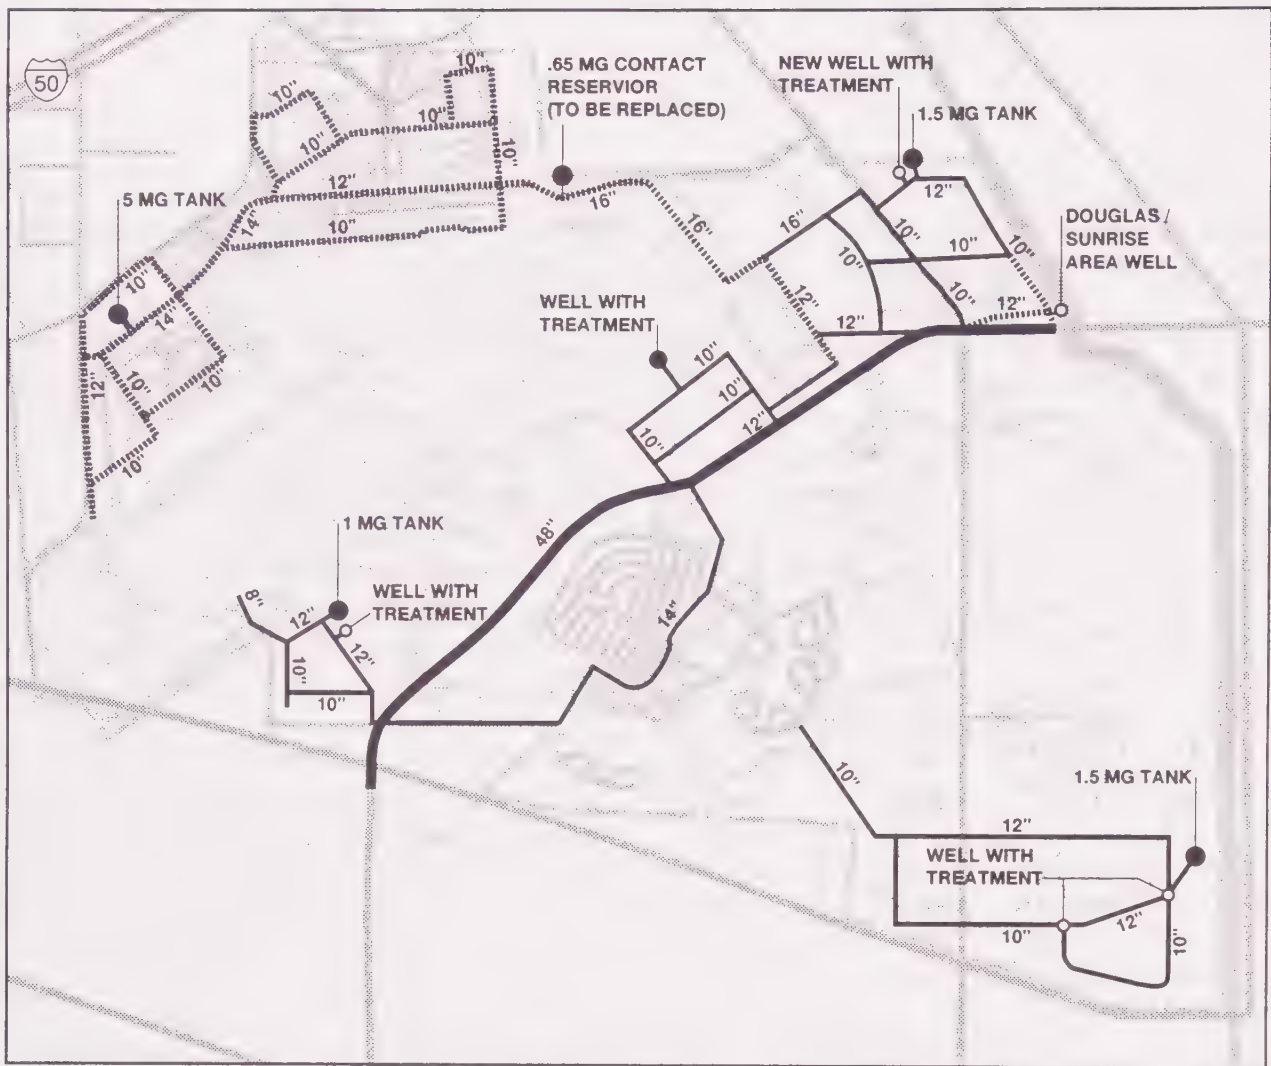 50
10"
10"
10"
10"
10"
12"
14"
10"
.65 MG CONTACT
RESERVIOR
(TO BE REPLACED)
16"
16"
NEW WELL WITH
TREATMENT
1.5 MG TANK
12"
16"
10"
10"
10"
10"
10"
12"
DOUGLAS /
SUNRISE
AREA WELL
12"
12"
5 MG TANK
10"
14"
12"
10"
10"
10"
WELL WITH
TREATMENT
10"
10"
10"
12"
48"
14"
1 MG TANK
WELL WITH
TREATMENT
8"
12"
12"
10"
10"
10"
1.5 MG TANK
12"
WELL WITH
TREATMENT
12"
10"
10"